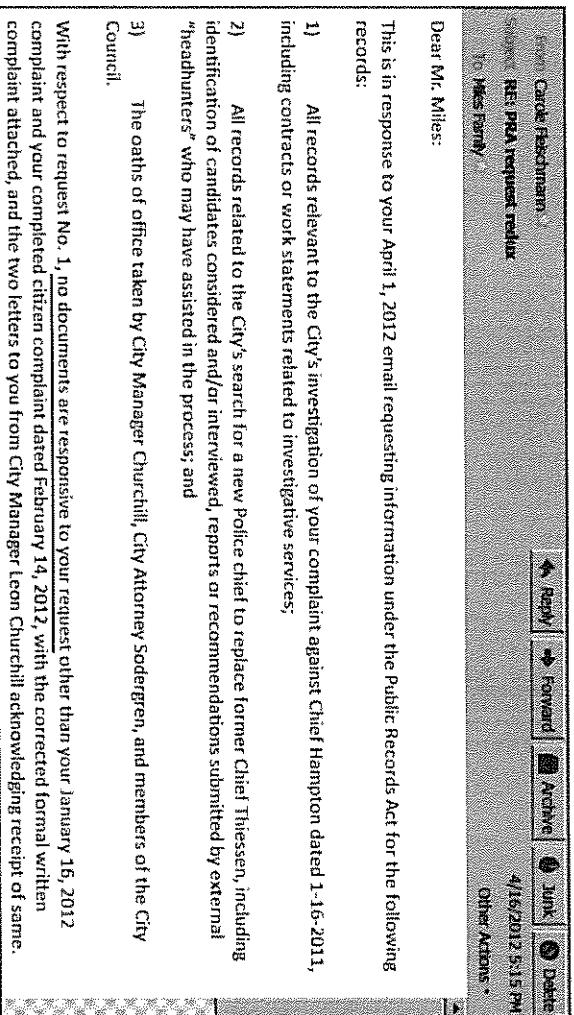 From Carole Fleischmann
Reply Forward Archive Junk Delete
Subject RE: PRA request redux
4/16/2012 5:15 PM
To Miles Family
Other Actions
Dear Mr. Miles:
This is in response to your April 1, 2012 email requesting information under the Public Records Act for the following
records:
1) All records relevant to the City's investigation of your complaint against Chief Hampton dated 1-16-2011,
including contracts or work statements related to investigative services;
2) All records related to the City's search for a new Police chief to replace former Chief Thiessen, including
identification of candidates considered and/or interviewed, reports or recommendations submitted by external
"headhunters" who may have assisted in the process; and
3) The oaths of office taken by City Manager Churchill, City Attorney Sodergren, and members of the City
Council.
With respect to request No. 1, no documents are responsive to your request other than your January 16, 2012
complaint and your completed citizen complaint dated February 14, 2012, with the corrected formal written
complaint attached, and the two letters to you from City Manager Leon Churchill acknowledging receipt of same.